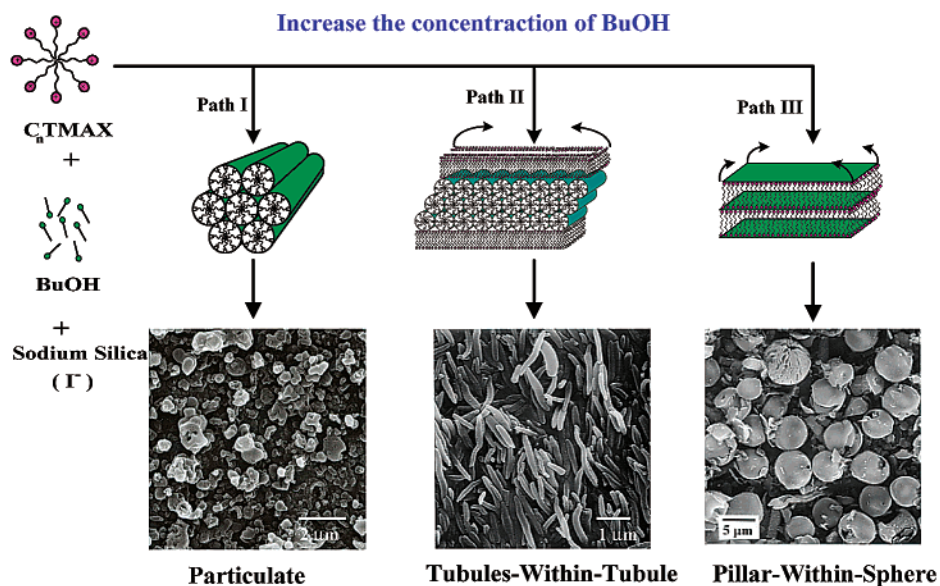 Increase the concentration of BuOH
CnTMAX
+
BuOH
+
Sodium Silica
( I⁻ )
Path I
Path II
Path III
2 μm
1 μm
5 μm
Particulate
Tubules-Within-Tubule
Pillar-Within-Sphere